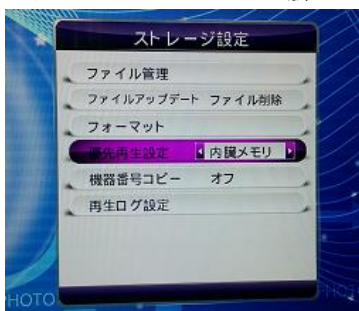 ストレージ設定
ファイル管理
ファイルアップデート ファイル削除
フォーマット
優先再生設定 内臓メモリ
機器番号コピー オフ
再生ログ設定
PHOTO